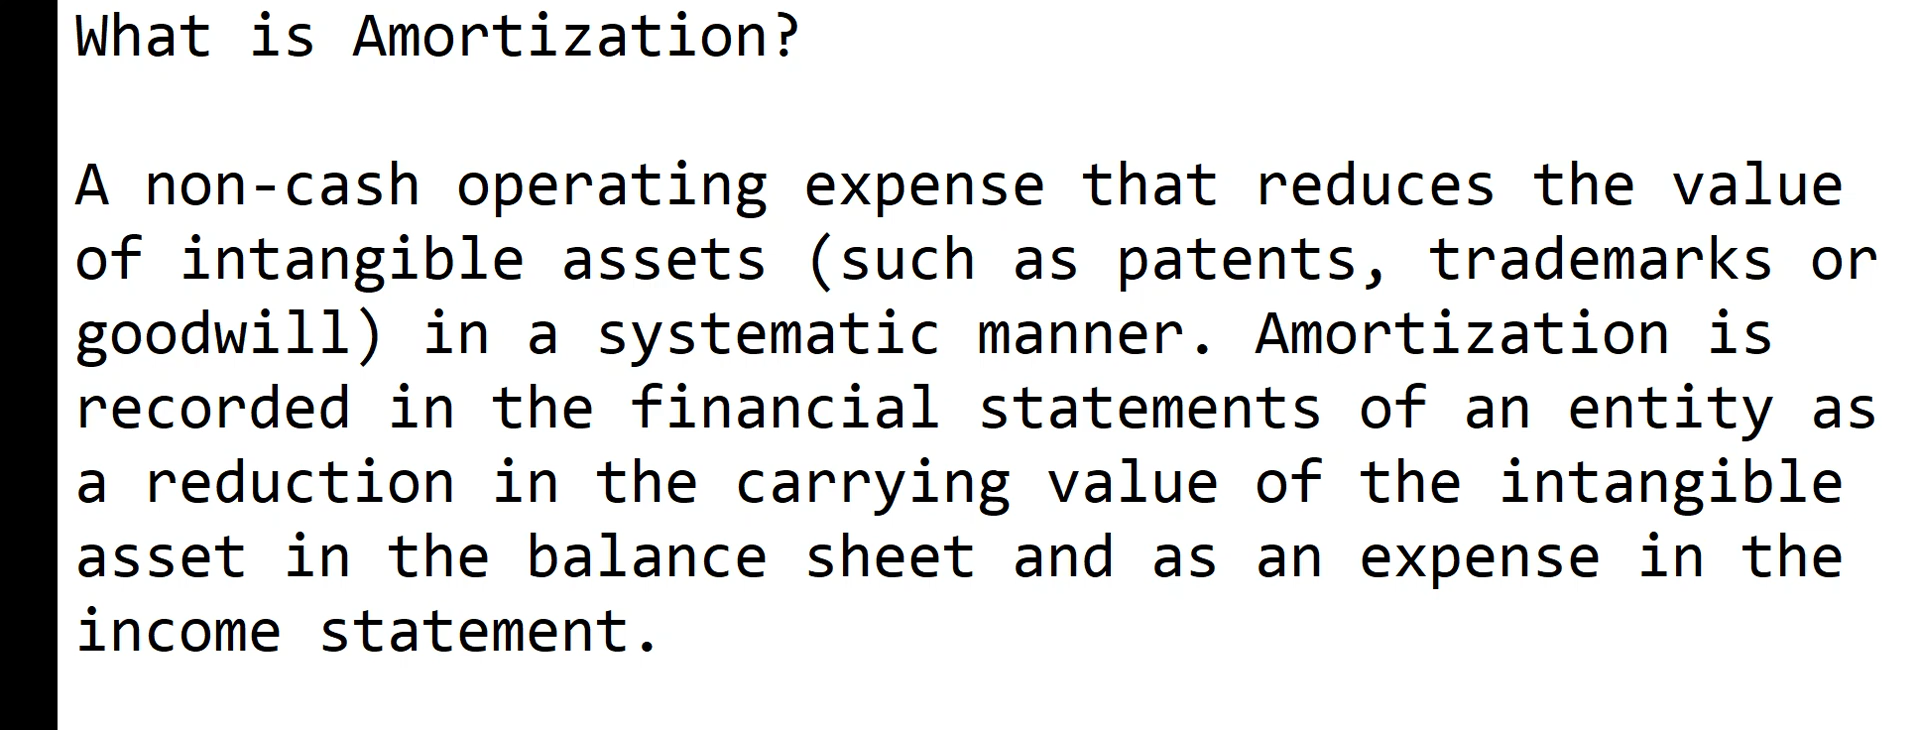 What is Amortization?
A non-cash operating expense that reduces the value
of intangible assets (such as patents, trademarks or
goodwill) in a systematic manner. Amortization is
recorded in the financial statements of an entity as
a reduction in the carrying value of the intangible
asset in the balance sheet and as an expense in the
income statement.